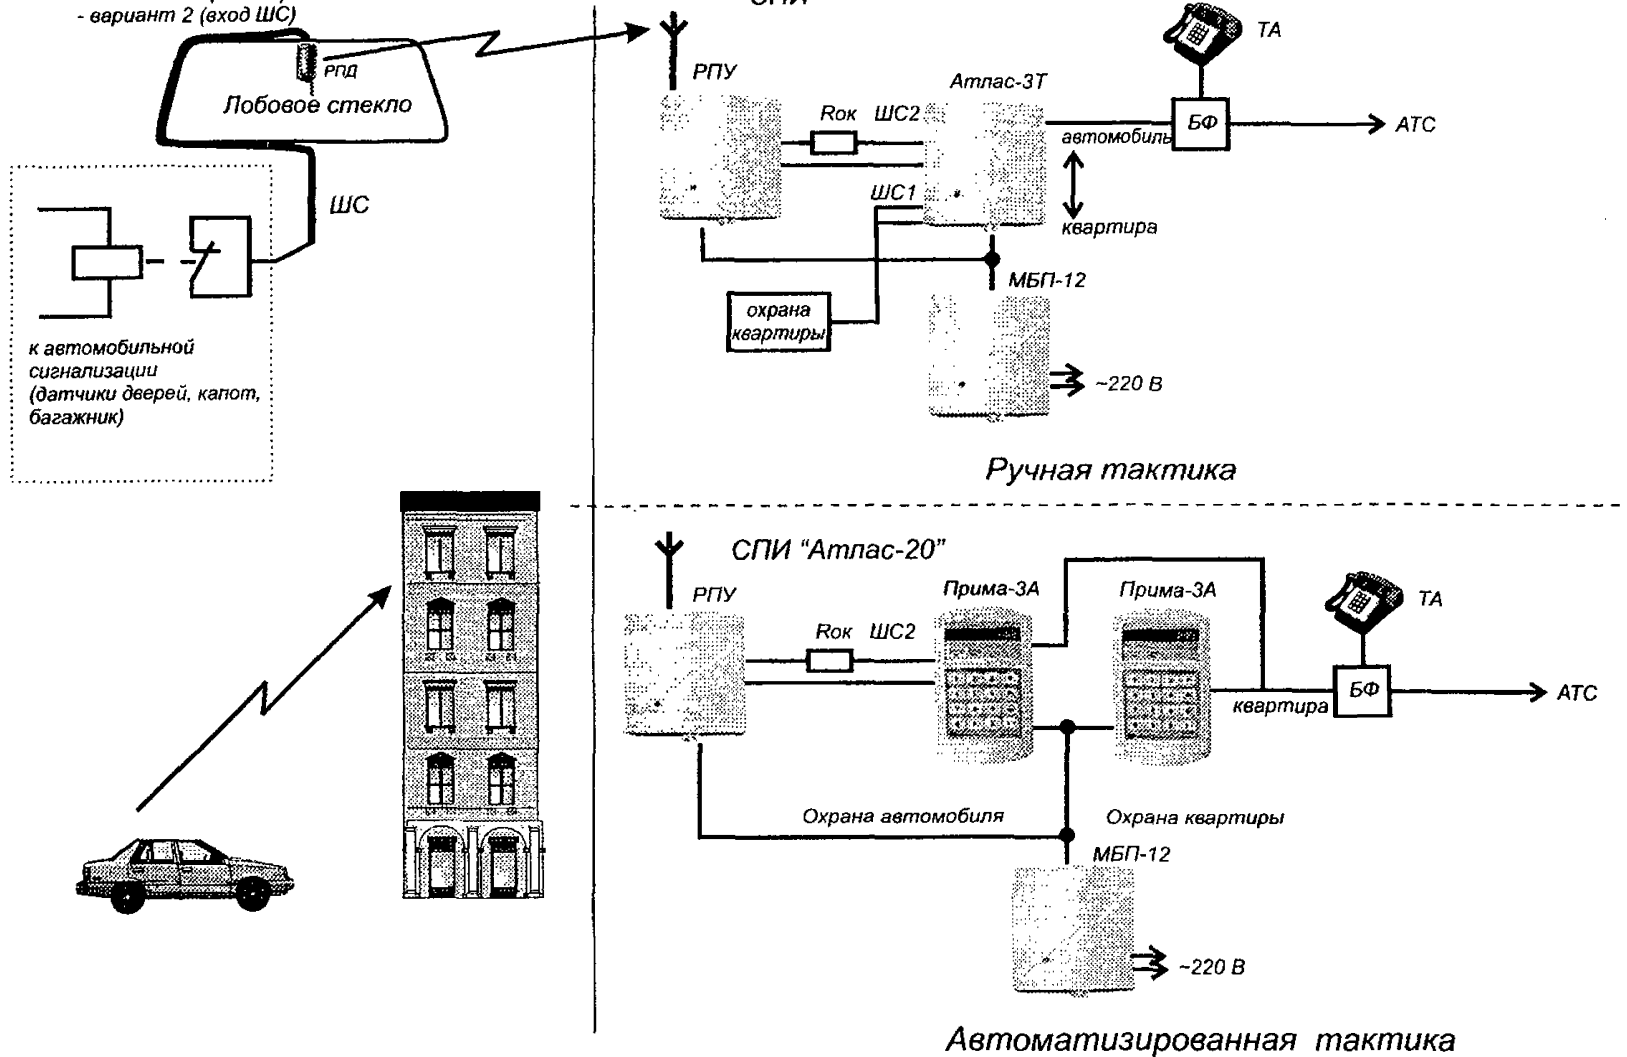 - вариант 2 (вход ШС)
РПД
Лобовое стекло
ШС
к автомобильной
сигнализации
(датчики дверей, капот,
багажник)
РПУ
Rок
ШС2
Атлас-3Т
ШС1
автомобиль
квартира
ТА
БФ
АТС
охрана
квартиры
МБП-12
~220 В
Ручная тактика
СПИ "Атлас-20"
РПУ
Rок
ШС2
Прима-3А
Прима-3А
ТА
квартира
БФ
АТС
Охрана автомобиля
Охрана квартиры
МБП-12
~220 В
Автоматизированная тактика